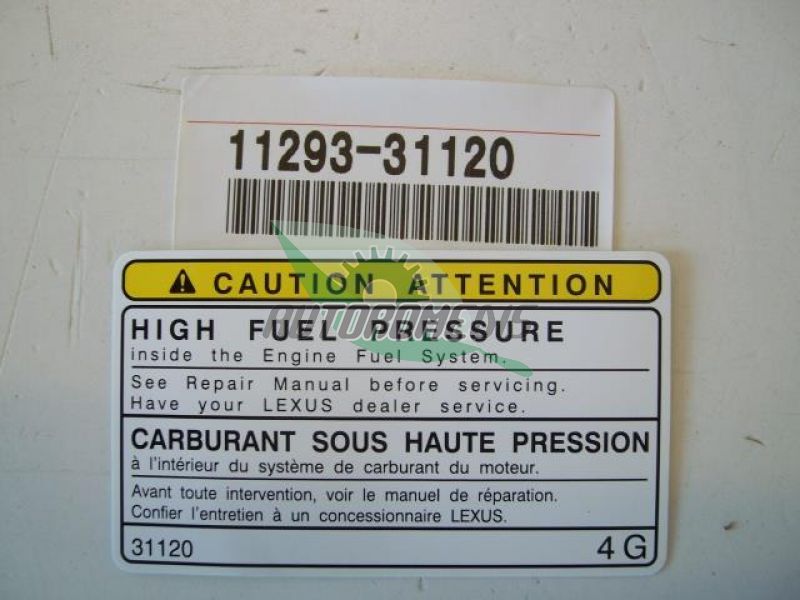 11293-31120
CAUTION ATTENTION
HIGH FUEL PRESSURE
inside the Engine Fuel System.
See Repair Manual before servicing.
Have your LEXUS dealer service.
CARBURANT SOUS HAUTE PRESSION
à l'intérieur du système de carburant du moteur.
Avant toute intervention, voir le manuel de réparation.
Confier l'entretien à un concessionnaire LEXUS.
31120 4 G